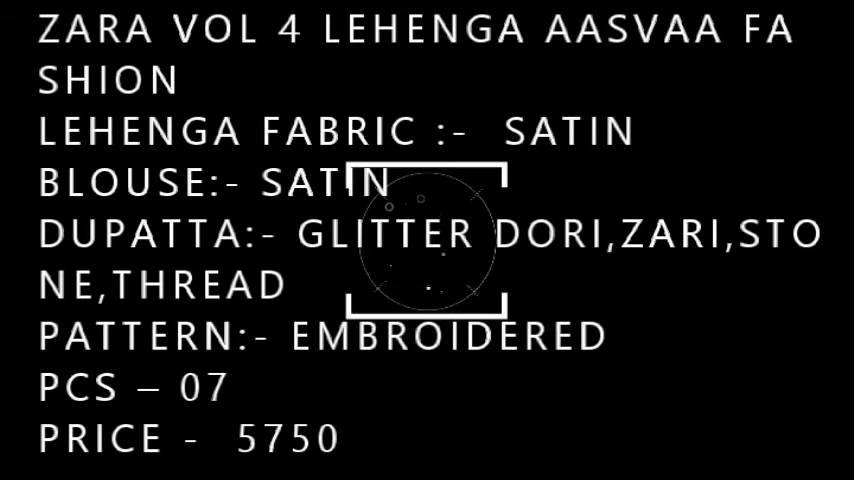 ZARA VOL 4 LEHENGA AASVAA FA
SHION
LEHENGA FABRIC :-  SATIN
BLOUSE:- SATIN
DUPATTA:- GLITTER DORI,ZARI,STO
NE,THREAD
PATTERN:- EMBROIDERED
PCS – 07
PRICE -  5750